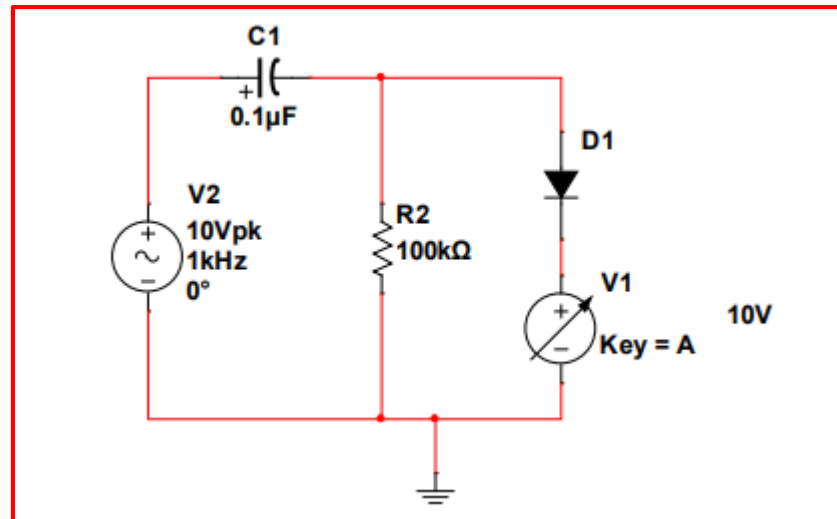 C1
+
0.1µF
D1
V2
10Vpk
1kHz
0°
R2
100kΩ
V1
10V
Key = A